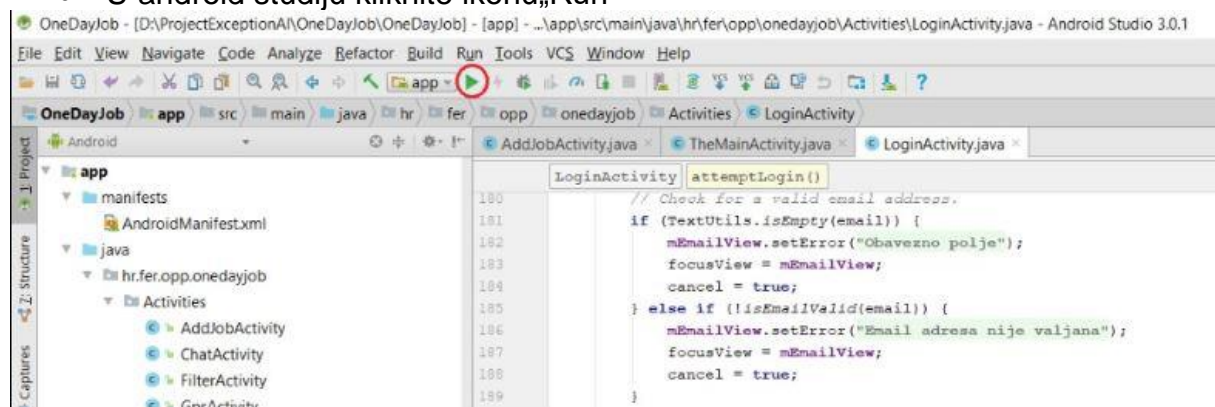 U android studiju kliknite ikonu„Run“
OneDayJob - [D:\ProjectExceptionAI\OneDayJob\OneDayJob] - [app] - ...\app\src\main\java\hr\fer\opp\onedayjob\Activities\LoginActivity.java - Android Studio 3.0.1
File Edit View Navigate Code Analyze Refactor Build Run Tools VCS Window Help
app
OneDayJob app src main java hr fer opp onedayjob Activities LoginActivity
1: Project
Android
AddJobActivity.java TheMainActivity.java LoginActivity.java
LoginActivity attemptLogin()
app
manifests
AndroidManifest.xml
java
hr.fer.opp.onedayjob
Activities
AddJobActivity
ChatActivity
FilterActivity
GprActivity
Z: Structure
Captures
180 // Check for a valid email address.
181 if (TextUtils.isEmpty(email)) {
182 mEmailView.setError("Obavezno polje");
183 focusView = mEmailView;
184 cancel = true;
185 } else if (!isEmailValid(email)) {
186 mEmailView.setError("Email adresa nije valjana");
187 focusView = mEmailView;
188 cancel = true;
189 }